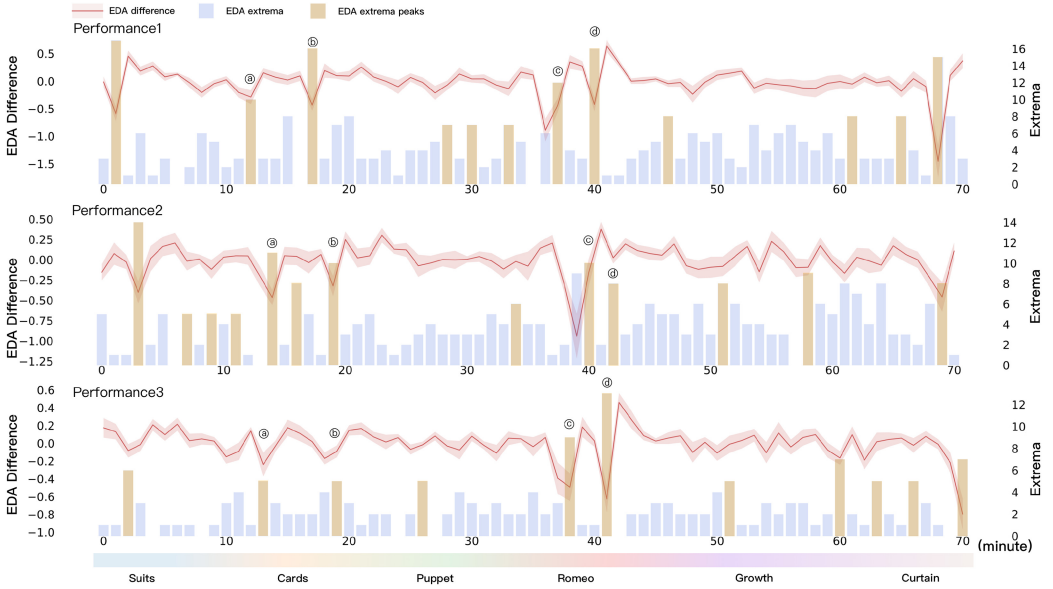 EDA difference EDA extrema EDA extrema peaks
Performance1
EDA Difference
0.5
0.0
−0.5
−1.0
−1.5
ⓐ ⓑ ⓒ ⓓ
16
14
12
10
8
6
4
2
0
Extrema
0 10 20 30 40 50 60 70
Performance2
EDA Difference
0.50
0.25
0.00
−0.25
−0.50
−0.75
−1.00
−1.25
ⓐ ⓑ ⓒ ⓓ
14
12
10
8
6
4
2
0
Extrema
0 10 20 30 40 50 60 70
Performance3
EDA Difference
0.6
0.4
0.2
0.0
−0.2
−0.4
−0.6
−0.8
−1.0
ⓐ ⓑ ⓒ ⓓ
12
10
8
6
4
2
0
Extrema
0 10 20 30 40 50 60 70
(minute)
Suits Cards Puppet Romeo Growth Curtain